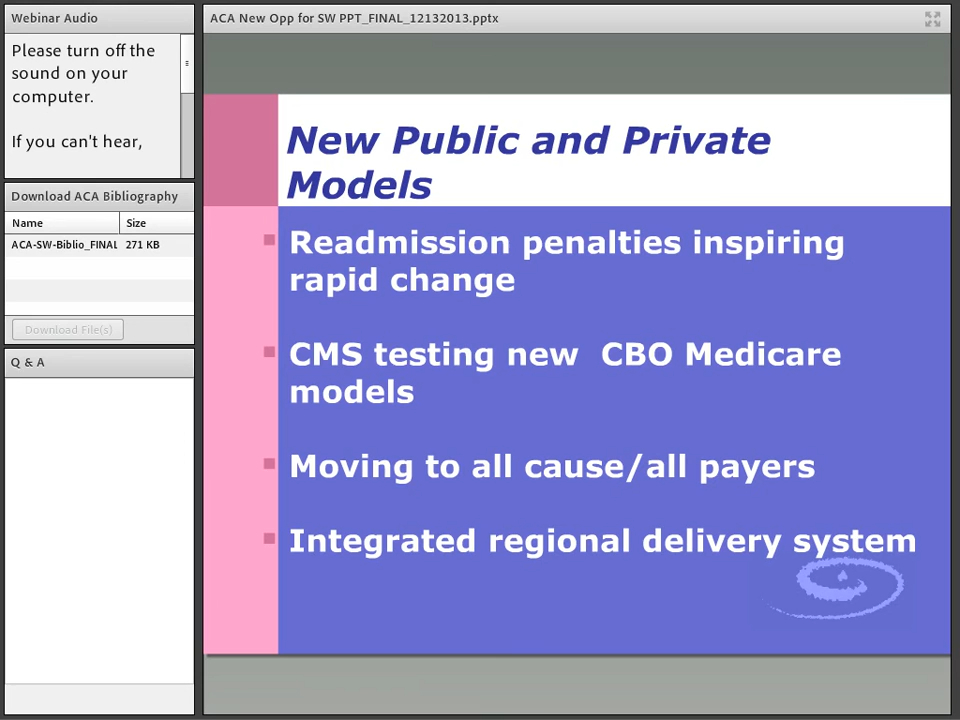 Webinar Audio
Please turn off the
sound on your
computer.
If you can't hear,
Download ACA Bibliography
Name Size
ACA-SW-Biblio_FINAL 271 KB
Download File(s)
Q & A
ACA New Opp for SW PPT_FINAL_12132013.pptx
New Public and Private
Models
Readmission penalties inspiring
rapid change
CMS testing new CBO Medicare
models
Moving to all cause/all payers
Integrated regional delivery system